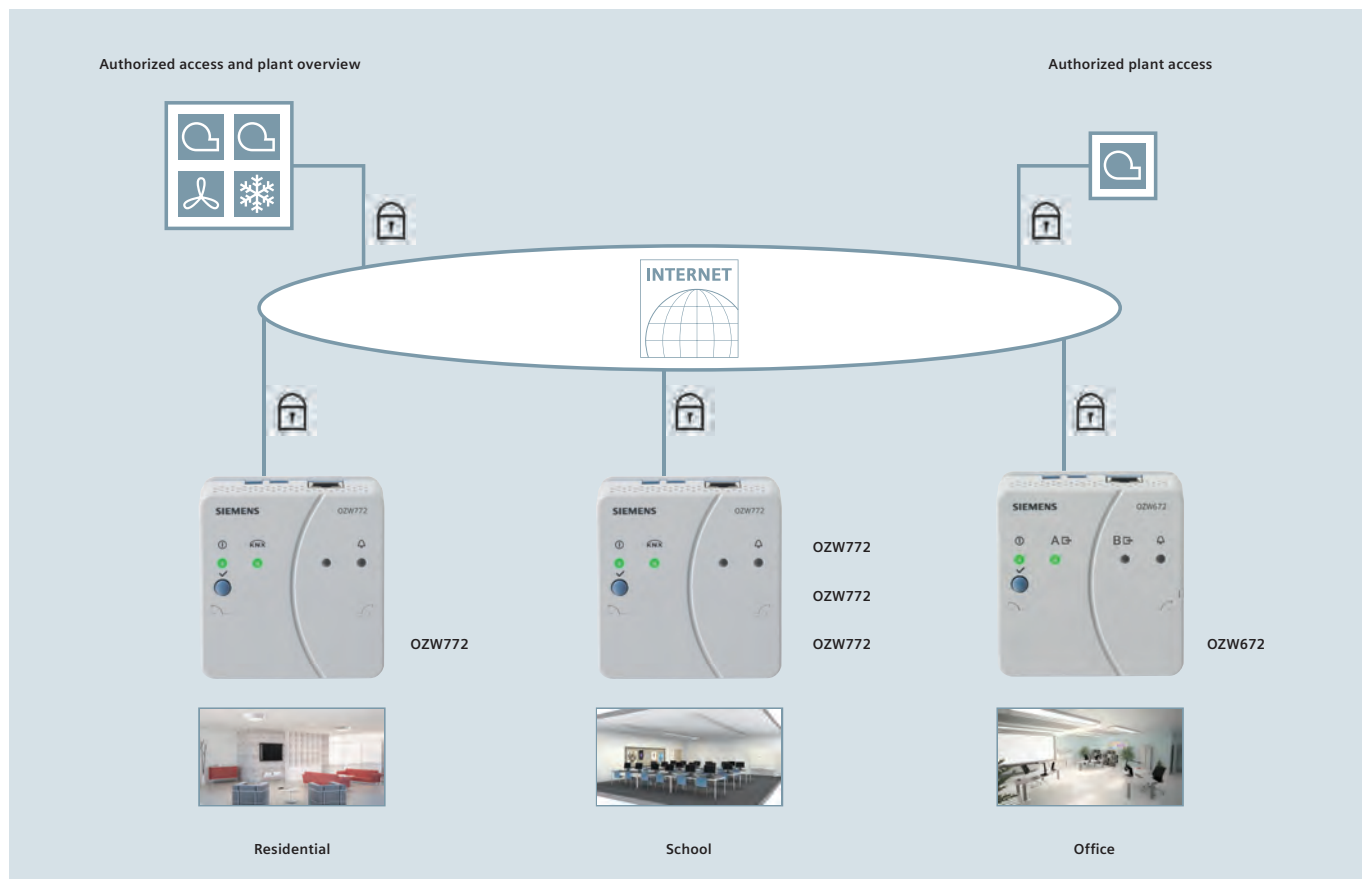 Authorized access and plant overview
Authorized plant access
INTERNET
SIEMENS OZW772
KNX
OZW772
SIEMENS OZW772
KNX
OZW772
OZW772
OZW772
SIEMENS OZW672
A B
OZW672
Residential
School
Office